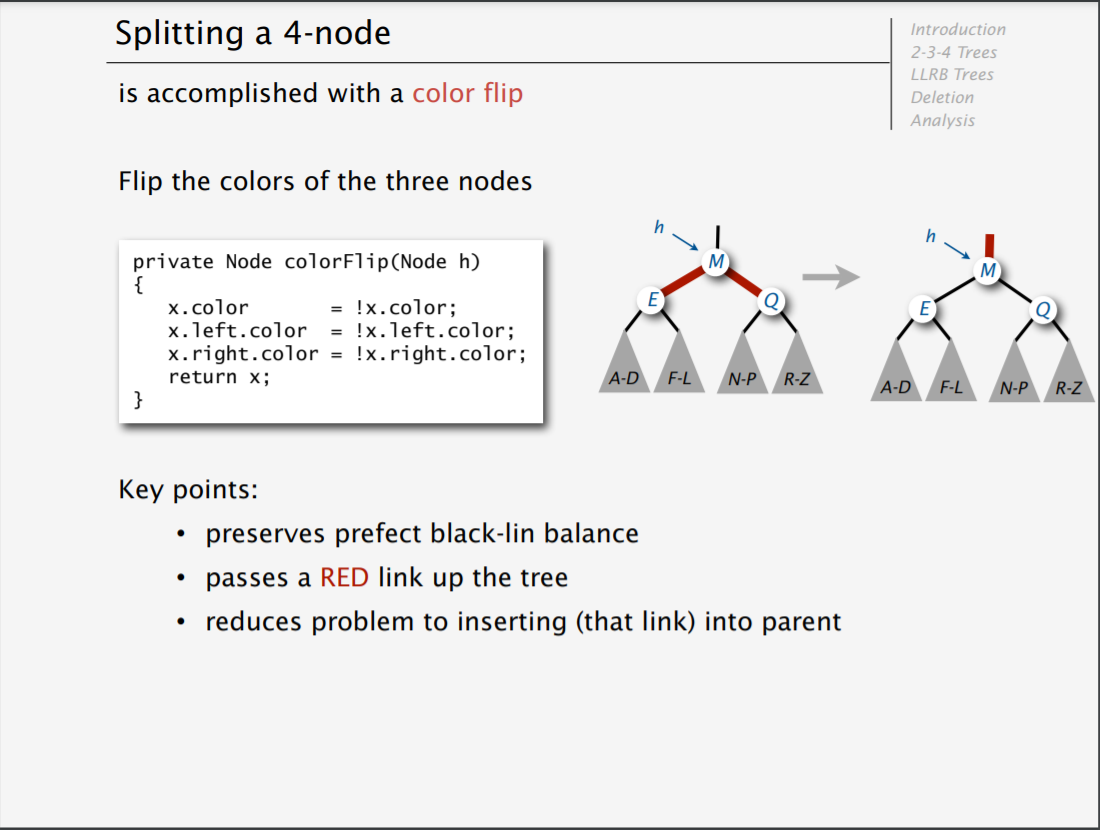 Splitting a 4-node
Introduction
2-3-4 Trees
LLRB Trees
Deletion
Analysis
is accomplished with a color flip
Flip the colors of the three nodes
private Node colorFlip(Node h)
{
x.color = !x.color;
x.left.color = !x.left.color;
x.right.color = !x.right.color;
return x;
}
h
M
E
Q
A-D F-L N-P R-Z
h
M
E
Q
A-D F-L N-P R-Z
Key points:
• preserves prefect black-lin balance
• passes a RED link up the tree
• reduces problem to inserting (that link) into parent